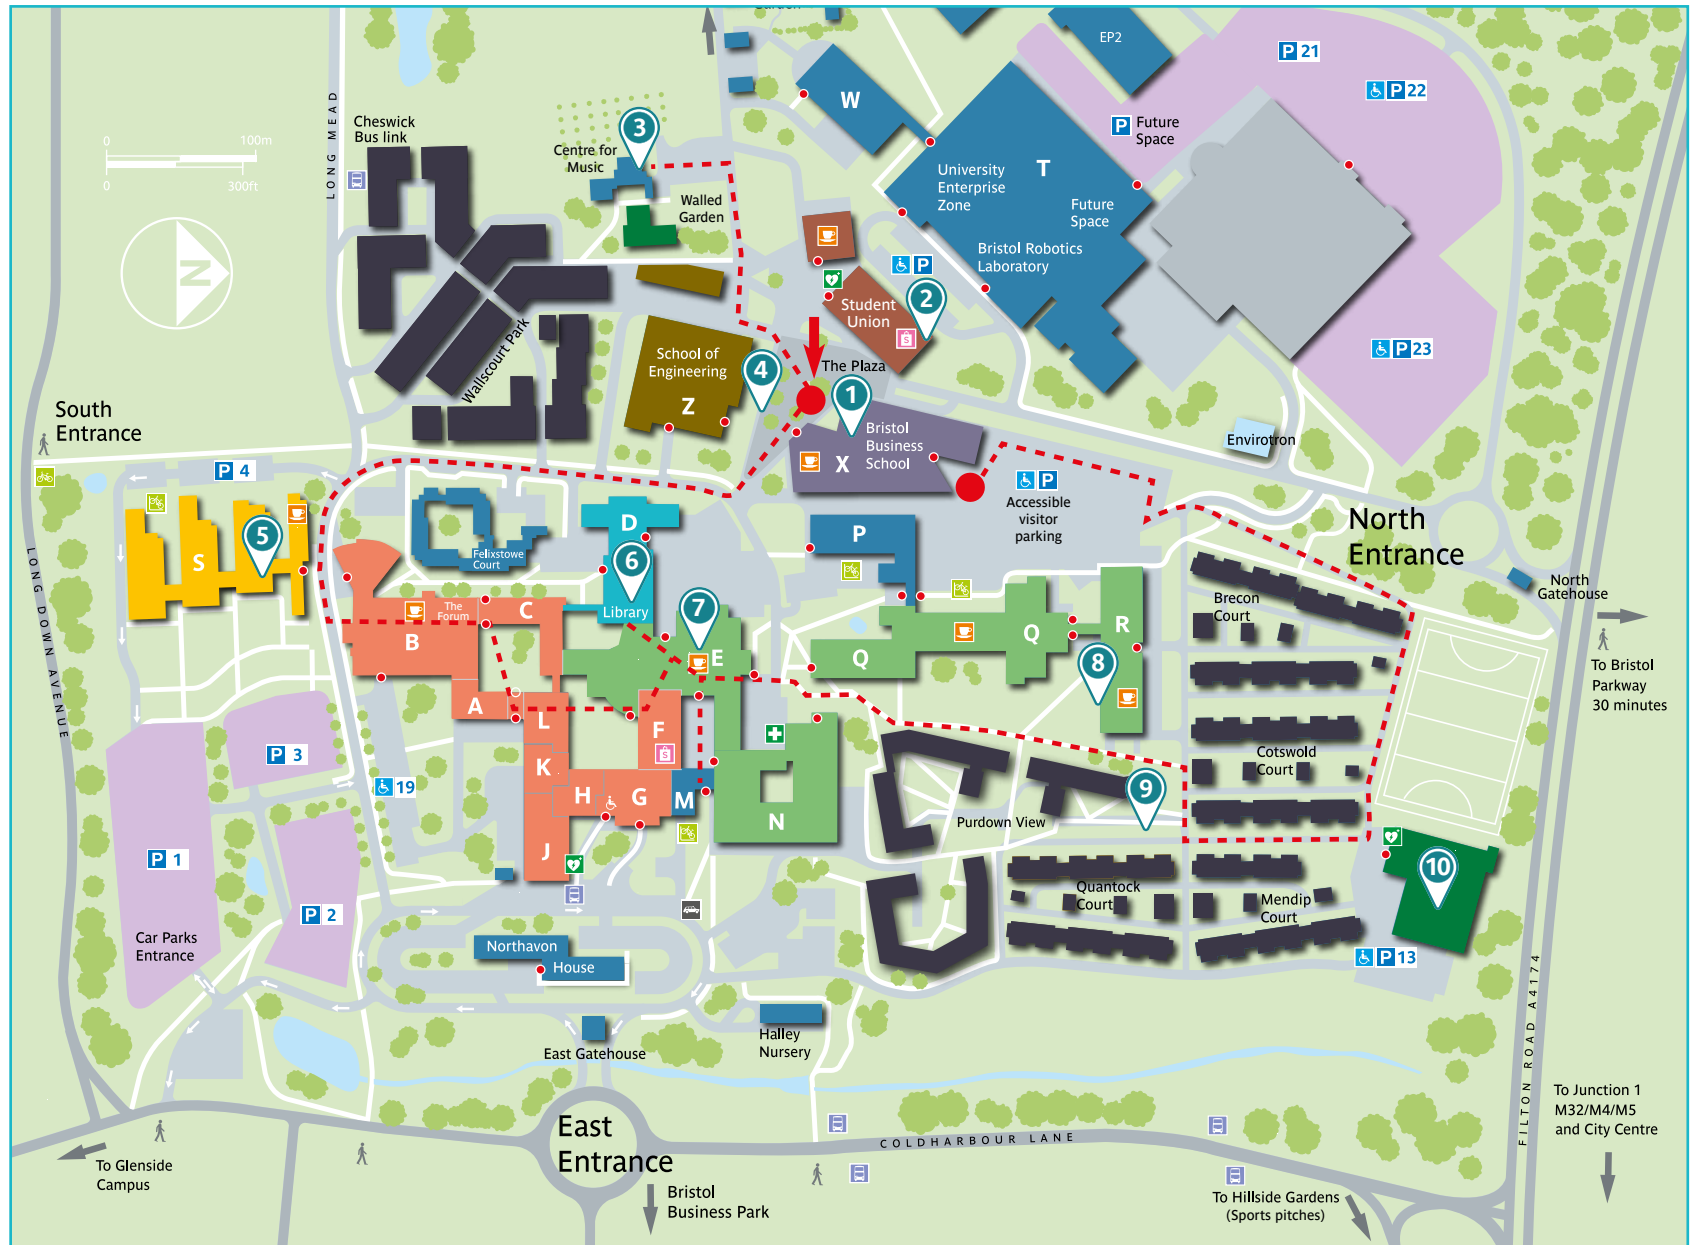 EP2
P 21
P 22
W
Cheswick
Bus link
LONG MEAD
0
100m
0
300ft
3
Centre for
Music
P Future
Space
University
Enterprise
Zone
T
Future
Space
Walled
Garden
Bristol Robotics
Laboratory
P
N
Student
Union
2
S
Wallscourt Park
School of
Engineering
Z
4
The Plaza
1
P 23
South
Entrance
Bristol
Business
School
X
Envirotron
P 4
P
Accessible
visitor
parking
North
Entrance
S
5
Felixstowe
Court
D
6
Library
P
North
Gatehouse
LONG DOWN AVENUE
The
Forum
B
C
7
E
Q
Q
R
8
Brecon
Court
To Bristol
Parkway
30 minutes
A
L
F
S
P 3
K
Cotswold
Court
19
H
G
M
N
9
Purdown View
P 1
J
10
P 2
Quantock
Court
Mendip
Court
Car Parks
Entrance
Northavon
House
P 13
FILTON ROAD A4174
Halley
Nursery
East Gatehouse
To Junction 1
M32/M4/M5
and City Centre
East
Entrance
COLDHARBOUR LANE
To Glenside
Campus
Bristol
Business Park
To Hillside Gardens
(Sports pitches)